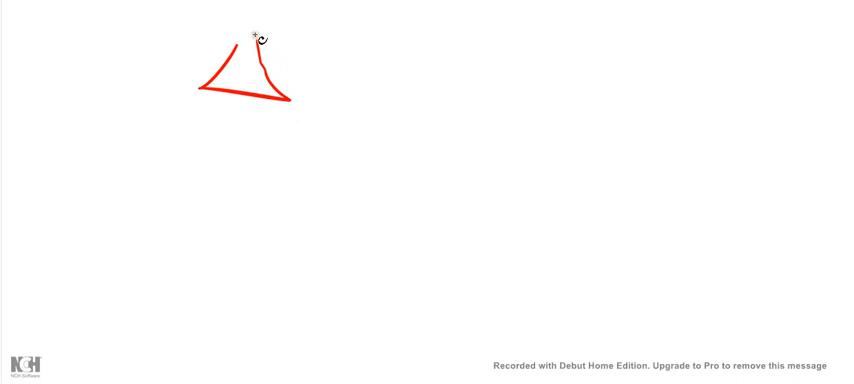 NCH
NCH Software
Recorded with Debut Home Edition. Upgrade to Pro to remove this message